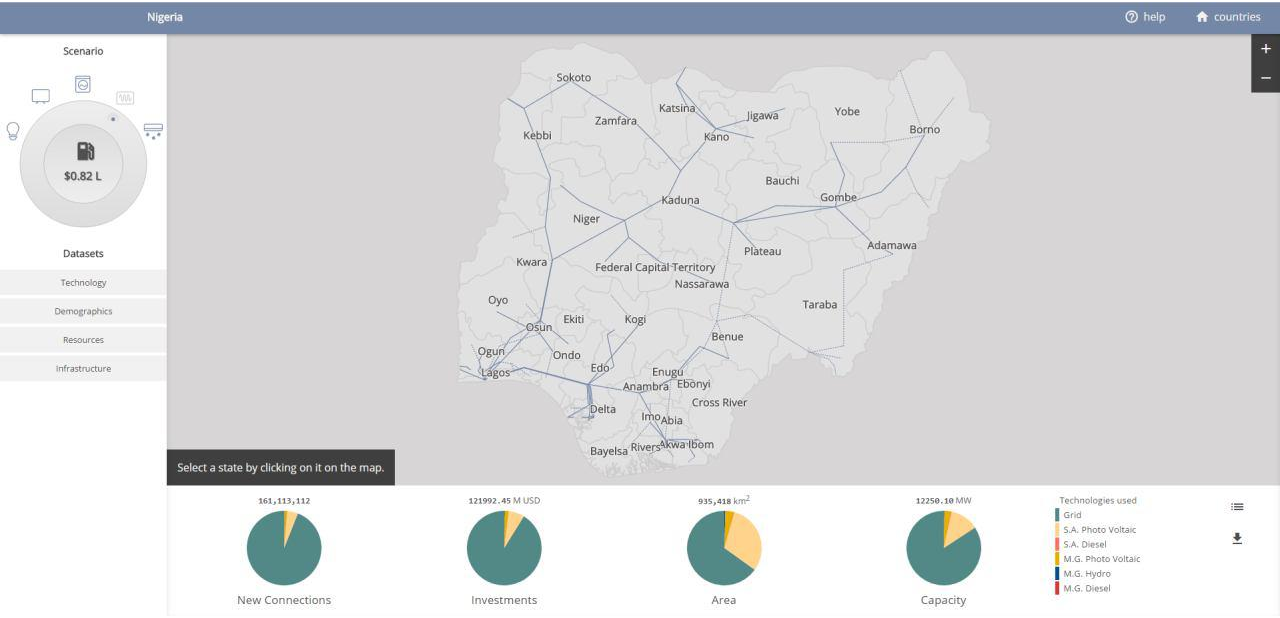 Nigeria
help
countries
Scenario
$0.82 L
Datasets
Technology
Demographics
Resources
Infrastructure
+
−
Sokoto
Katsina
Jigawa
Yobe
Zamfara
Kebbi
Kano
Borno
Bauchi
Kaduna
Gombe
Niger
Adamawa
Plateau
Kwara
Federal Capital Territory
Nassarawa
Oyo
Taraba
Ekiti
Kogi
Osun
Benue
Ogun
Ondo
Lagos
Edo
Enugu
Anambra
Ebonyi
Cross River
Delta
Imo
Abia
Bayelsa
Rivers
Akwa Ibom
Select a state by clicking on it on the map.
161,113,112
121992.45 M USD
935,418 km²
12250.10 MW
New Connections
Investments
Area
Capacity
Technologies used
Grid
S.A. Photo Voltaic
S.A. Diesel
M.G. Photo Voltaic
M.G. Hydro
M.G. Diesel